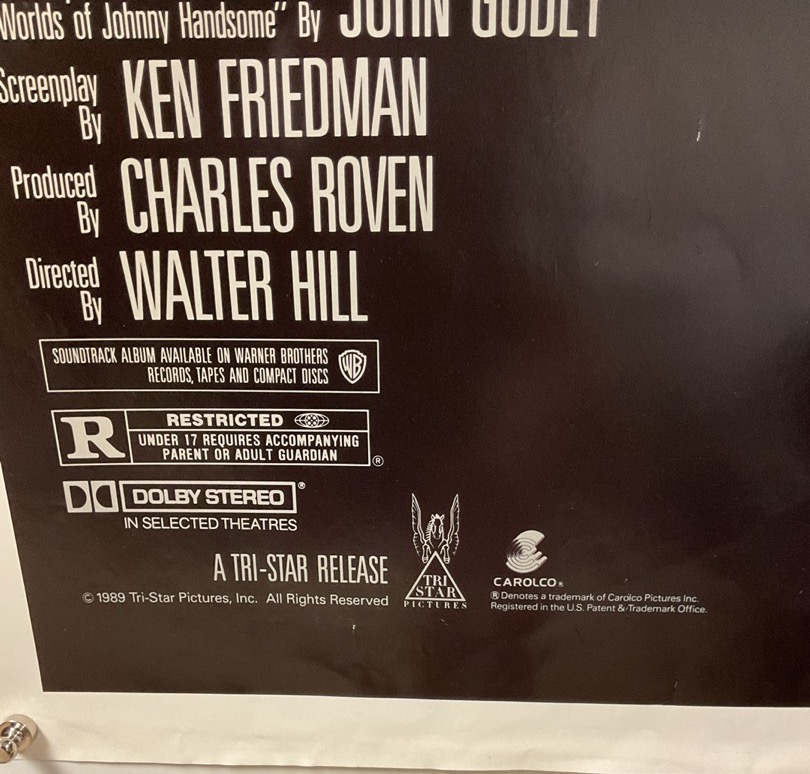 Worlds of Johnny Handsome" By JOHN GODEY
Screenplay By KEN FRIEDMAN
Produced By CHARLES ROVEN
Directed By WALTER HILL
SOUNDTRACK ALBUM AVAILABLE ON WARNER BROTHERS
RECORDS, TAPES AND COMPACT DISCS
WB
R
RESTRICTED
UNDER 17 REQUIRES ACCOMPANYING
PARENT OR ADULT GUARDIAN
®
DOLBY STEREO®
IN SELECTED THEATRES
A TRI-STAR RELEASE
© 1989 Tri-Star Pictures, Inc. All Rights Reserved
TRI
STAR
PICTURES
CAROLCO®
® Denotes a trademark of Carolco Pictures Inc.
Registered in the U.S. Patent & Trademark Office.